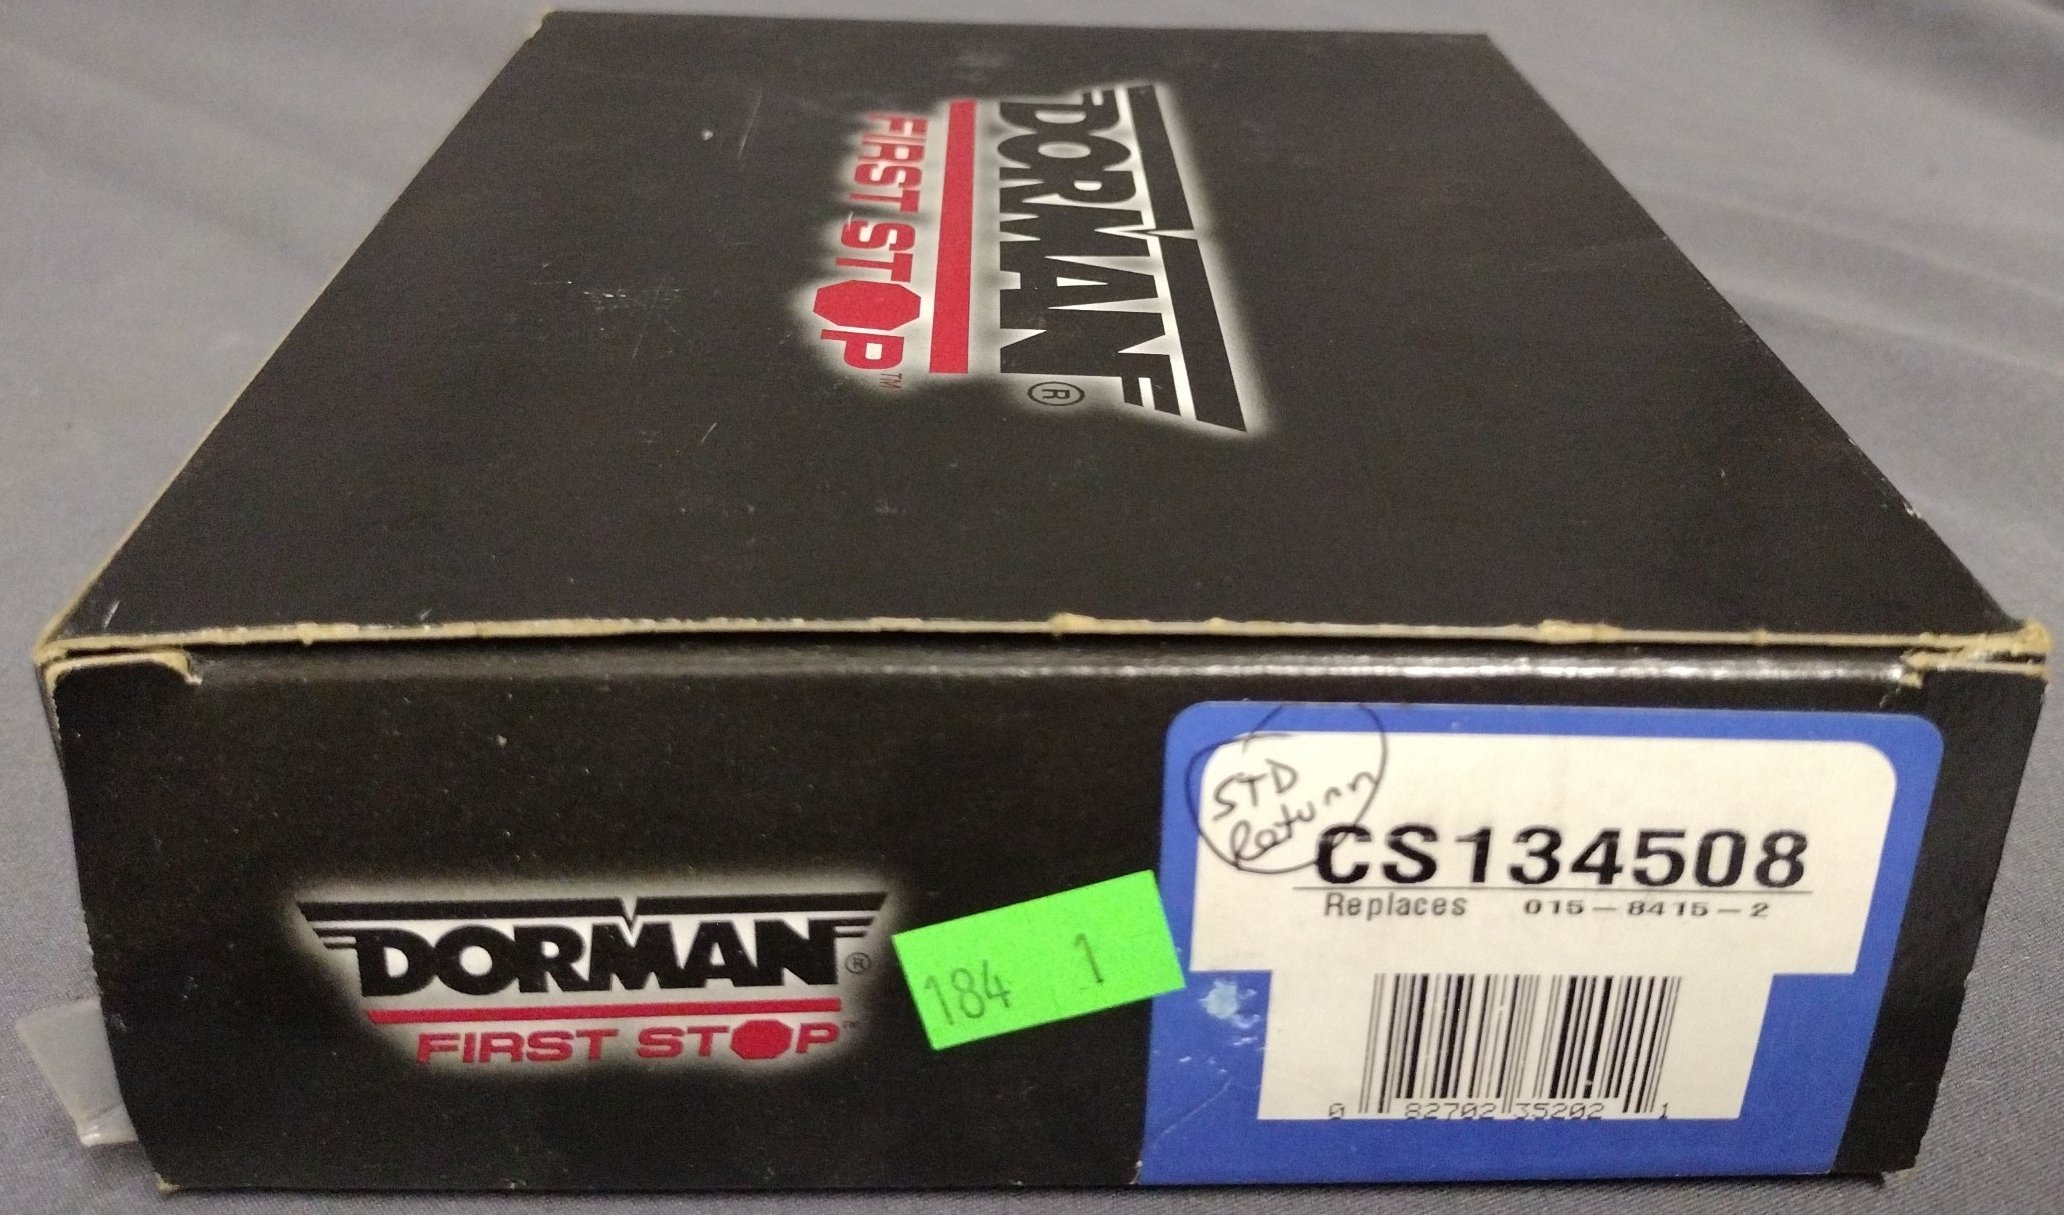 DORMAN®
FIRST STOP™
STD
Return
CS134508
Replaces 015-8415-2
DORMAN®
FIRST STOP™
184 1
0 82702 35202 1